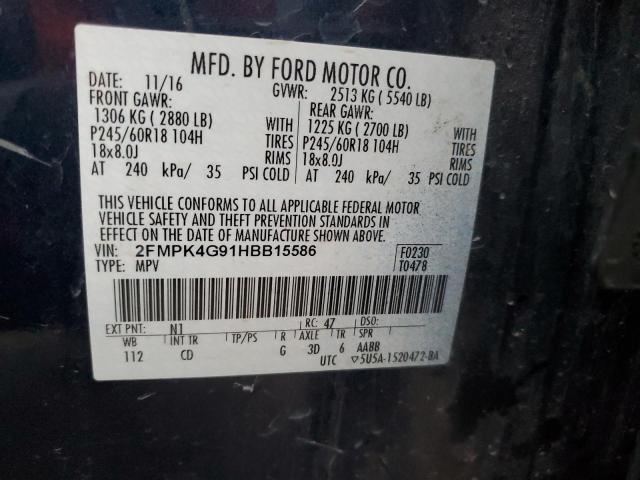 MFD. BY FORD MOTOR CO.
DATE: 11/16 GVWR: 2513 KG ( 5540 LB)
FRONT GAWR: REAR GAWR:
1306 KG ( 2880 LB) WITH 1225 KG ( 2700 LB) WITH
P245/60R18 104H TIRES P245/60R18 104H TIRES
18x8.0J RIMS 18x8.0J RIMS
AT 240 kPa/ 35 PSI COLD AT 240 kPa/ 35 PSI COLD
THIS VEHICLE CONFORMS TO ALL APPLICABLE FEDERAL MOTOR
VEHICLE SAFETY AND THEFT PREVENTION STANDARDS IN
EFFECT ON THE DATE OF MANUFACTURE SHOWN ABOVE.
VIN: 2FMPK4G91HBB15586 F0230
TYPE: MPV T0478
EXT PNT: N1 RC: 47 DSO:
WB INT TR TP/PS R AXLE TR SPR
112 CD G 3D 6 AABB
UTC ▽5U5A-1520472-BA